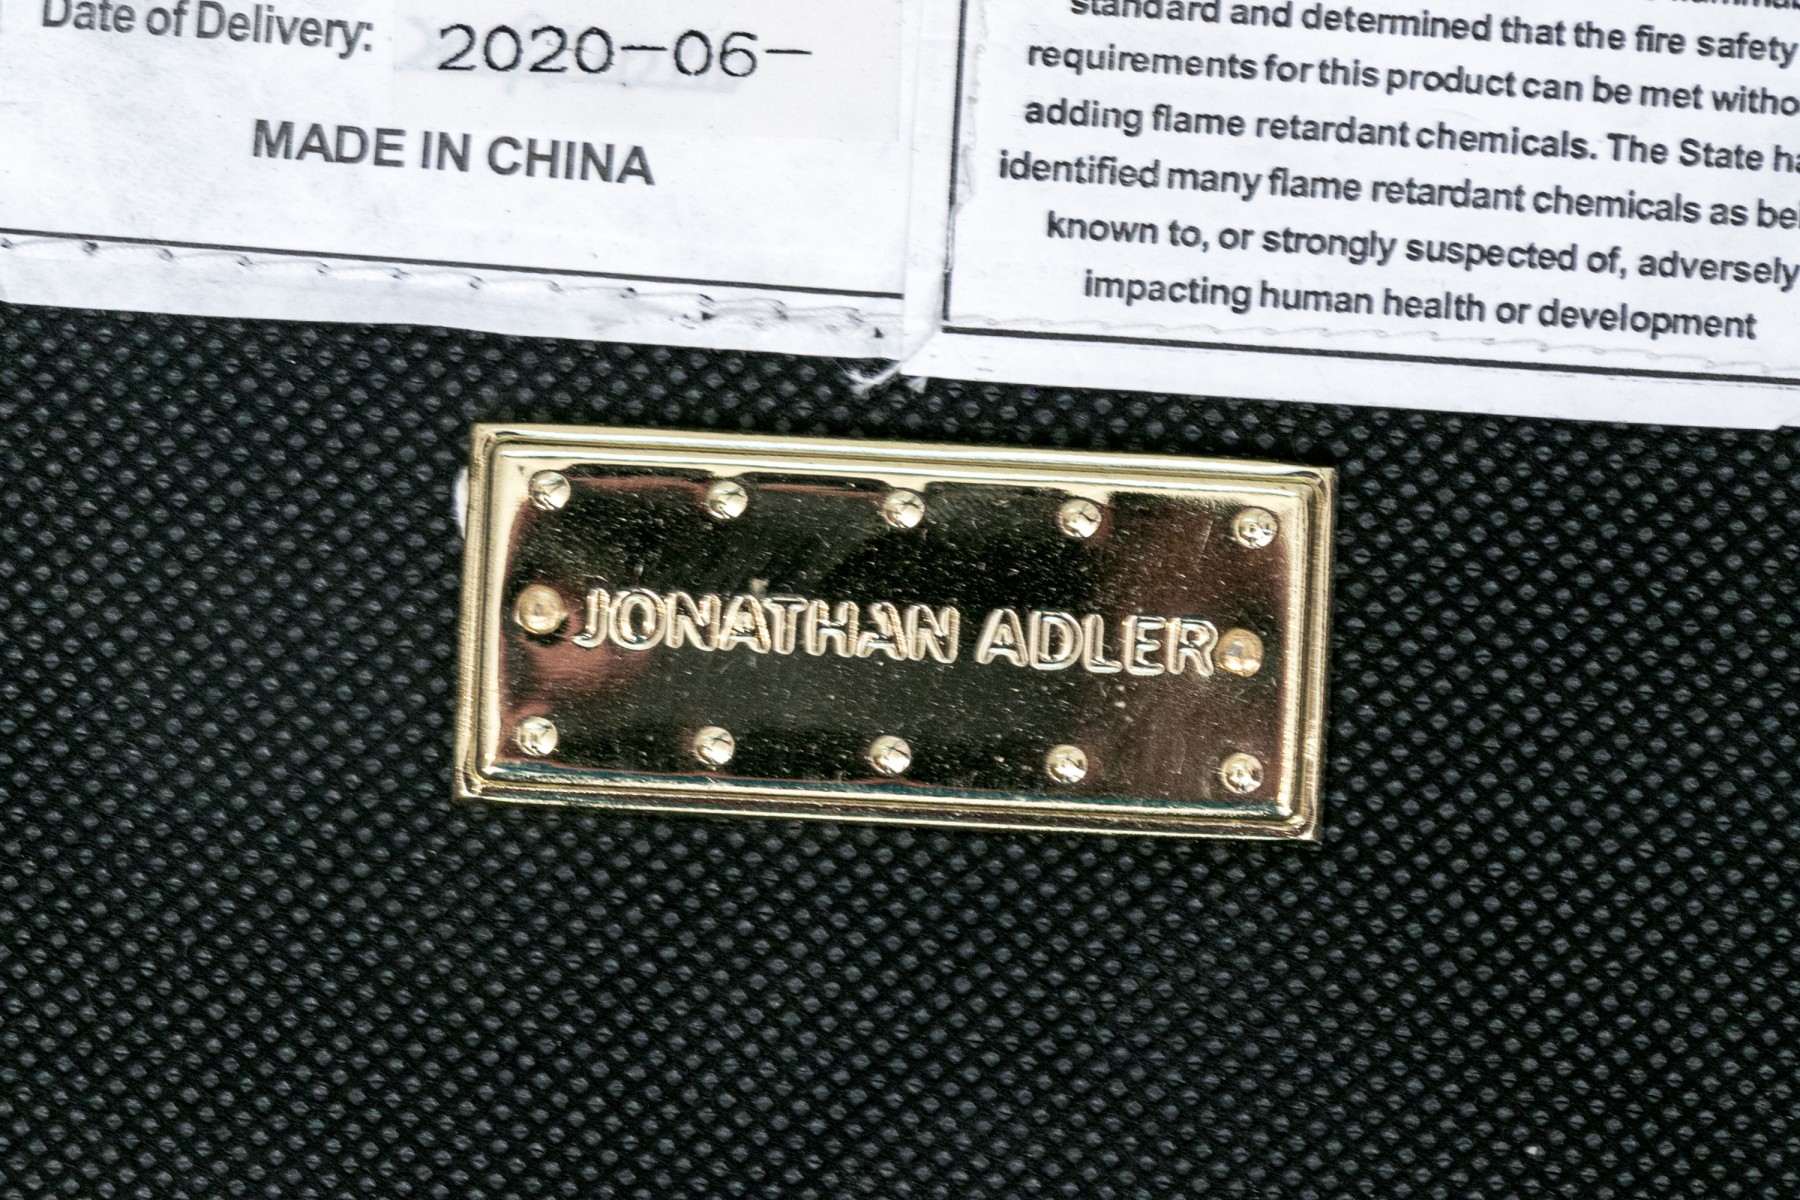 Date of Delivery: 2020-06-
MADE IN CHINA
standard and determined that the fire safety
requirements for this product can be met witho
adding flame retardant chemicals. The State ha
identified many flame retardant chemicals as bei
known to, or strongly suspected of, adversely
impacting human health or development
JONATHAN ADLER